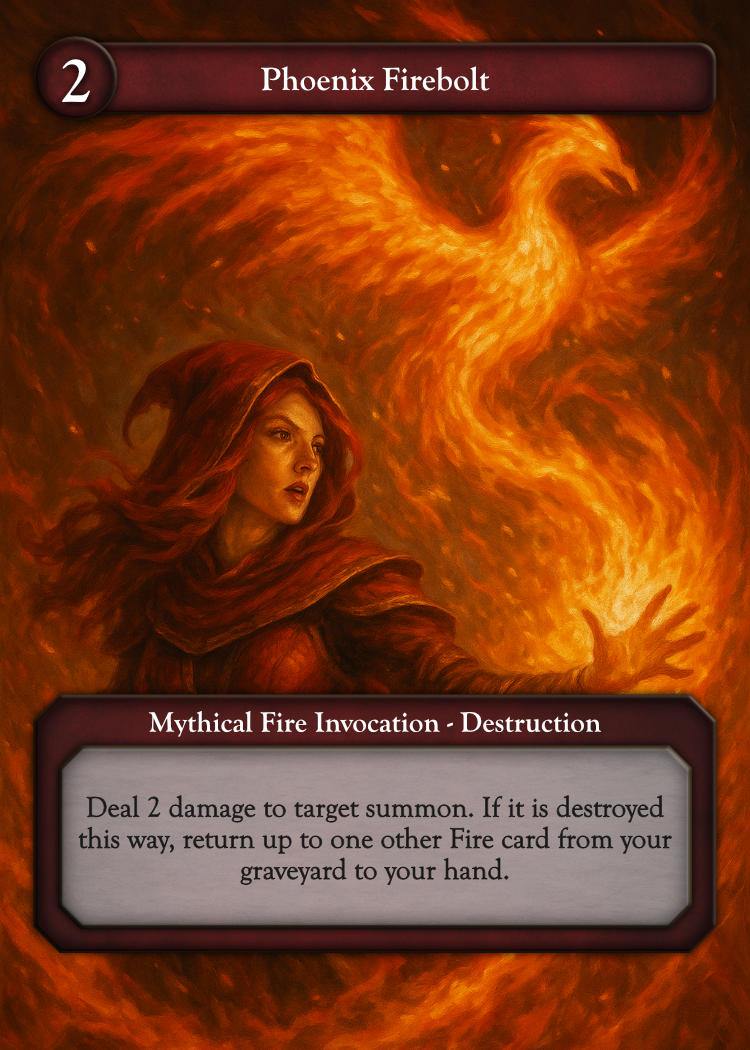 2
Phoenix Firebolt
Mythical Fire Invocation - Destruction
Deal 2 damage to target summon. If it is destroyed
this way, return up to one other Fire card from your
graveyard to your hand.